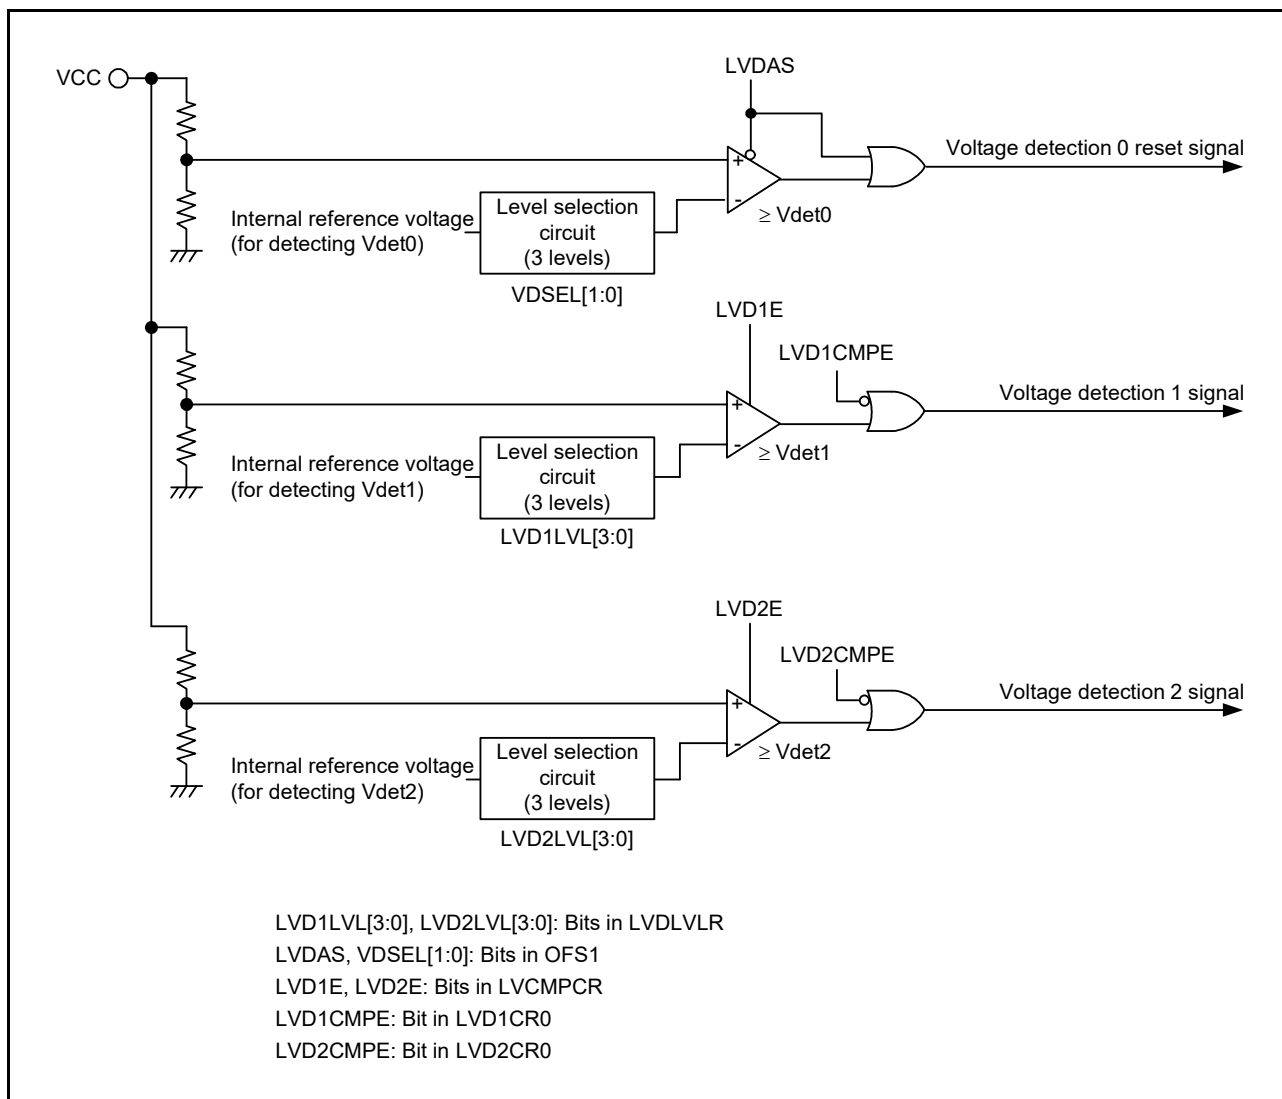 VCC
LVDAS
+
-
Voltage detection 0 reset signal
≥ Vdet0
Internal reference voltage
(for detecting Vdet0)
Level selection
circuit
(3 levels)
VDSEL[1:0]
LVD1E
LVD1CMPE
+
-
Voltage detection 1 signal
≥ Vdet1
Internal reference voltage
(for detecting Vdet1)
Level selection
circuit
(3 levels)
LVD1LVL[3:0]
LVD2E
LVD2CMPE
+
-
Voltage detection 2 signal
≥ Vdet2
Internal reference voltage
(for detecting Vdet2)
Level selection
circuit
(3 levels)
LVD2LVL[3:0]
LVD1LVL[3:0], LVD2LVL[3:0]: Bits in LVDLVLR
LVDAS, VDSEL[1:0]: Bits in OFS1
LVD1E, LVD2E: Bits in LVCMPCR
LVD1CMPE: Bit in LVD1CR0
LVD2CMPE: Bit in LVD2CR0